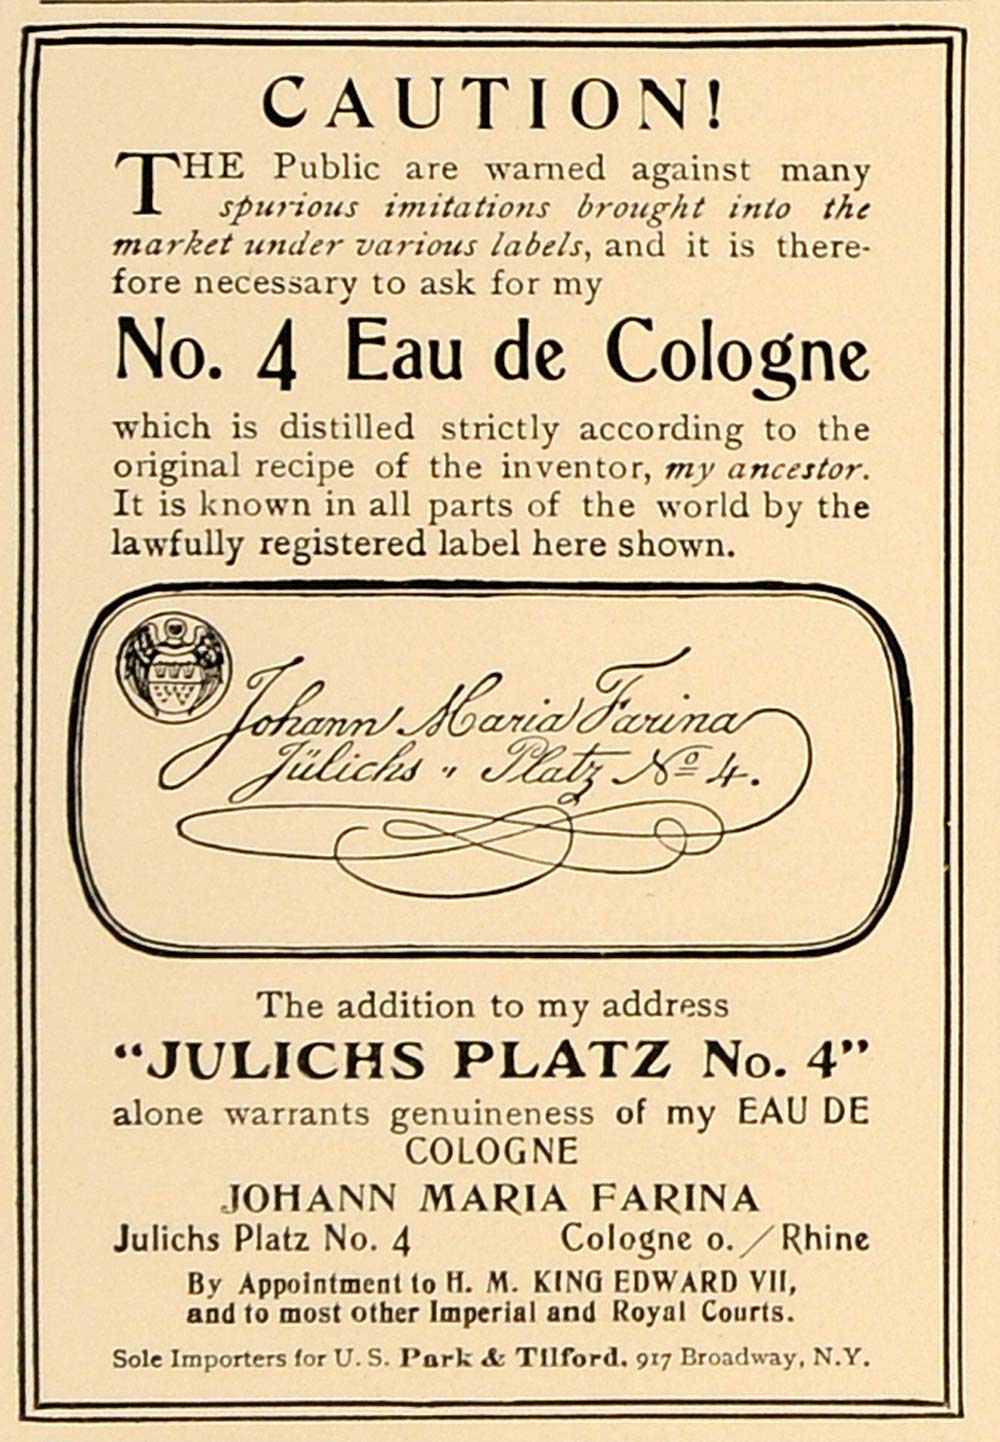 CAUTION!
THE Public are warned against many
spurious imitations brought into the
market under various labels, and it is there-
fore necessary to ask for my
No. 4 Eau de Cologne
which is distilled strictly according to the
original recipe of the inventor, my ancestor.
It is known in all parts of the world by the
lawfully registered label here shown.
Johann Maria Farina
Jülichs „ Platz No 4.
The addition to my address
“JULICHS PLATZ No. 4”
alone warrants genuineness of my EAU DE
COLOGNE
JOHANN MARIA FARINA
Julichs Platz No. 4 Cologne o. / Rhine
By Appointment to H. M. KING EDWARD VII,
and to most other Imperial and Royal Courts.
Sole Importers for U. S. Park & Tilford, 917 Broadway, N.Y.